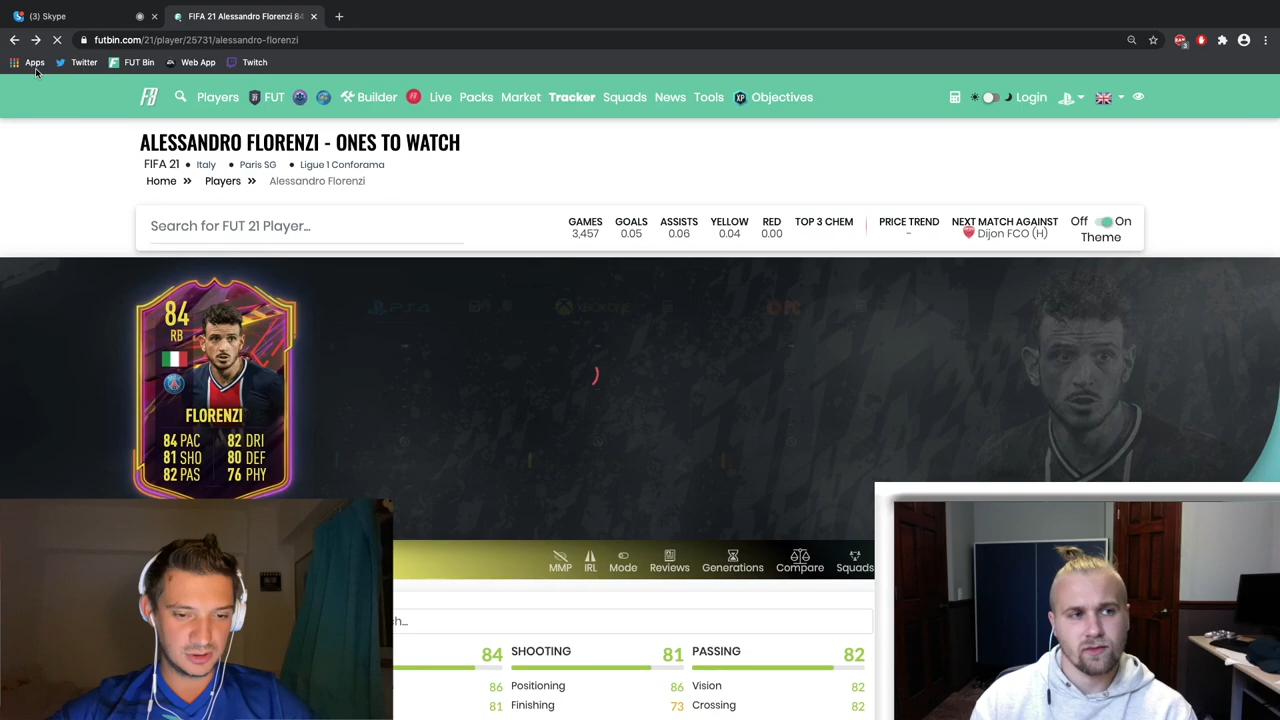 (3) Skype
FIFA 21 Alessandro Florenzi 84
futbin.com/21/player/25731/alessandro-florenzi
Apps Twitter FUT Bin Web App Twitch
Players FUT Builder Live Packs Market Tracker Squads News Tools XP Objectives Login
ALESSANDRO FLORENZI - ONES TO WATCH
FIFA 21 • Italy • Paris SG • Ligue 1 Conforama
Home » Players » Alessandro Florenzi
Search for FUT 21 Player...
GAMES GOALS ASSISTS YELLOW RED TOP 3 CHEM PRICE TREND NEXT MATCH AGAINST Off On
3,457 0.05 0.06 0.04 0.00 - Dijon FCO (H) Theme
PS4 XBOX ONE
84
RB
FLORENZI
84 PAC 82 DRI
81 SHO 80 DEF
82 PAS 76 PHY
MMP IRL Mode Reviews Generations Compare Squads
ch...
84 SHOOTING 81 PASSING 82
86 Positioning 86 Vision 82
81 Finishing 73 Crossing 82